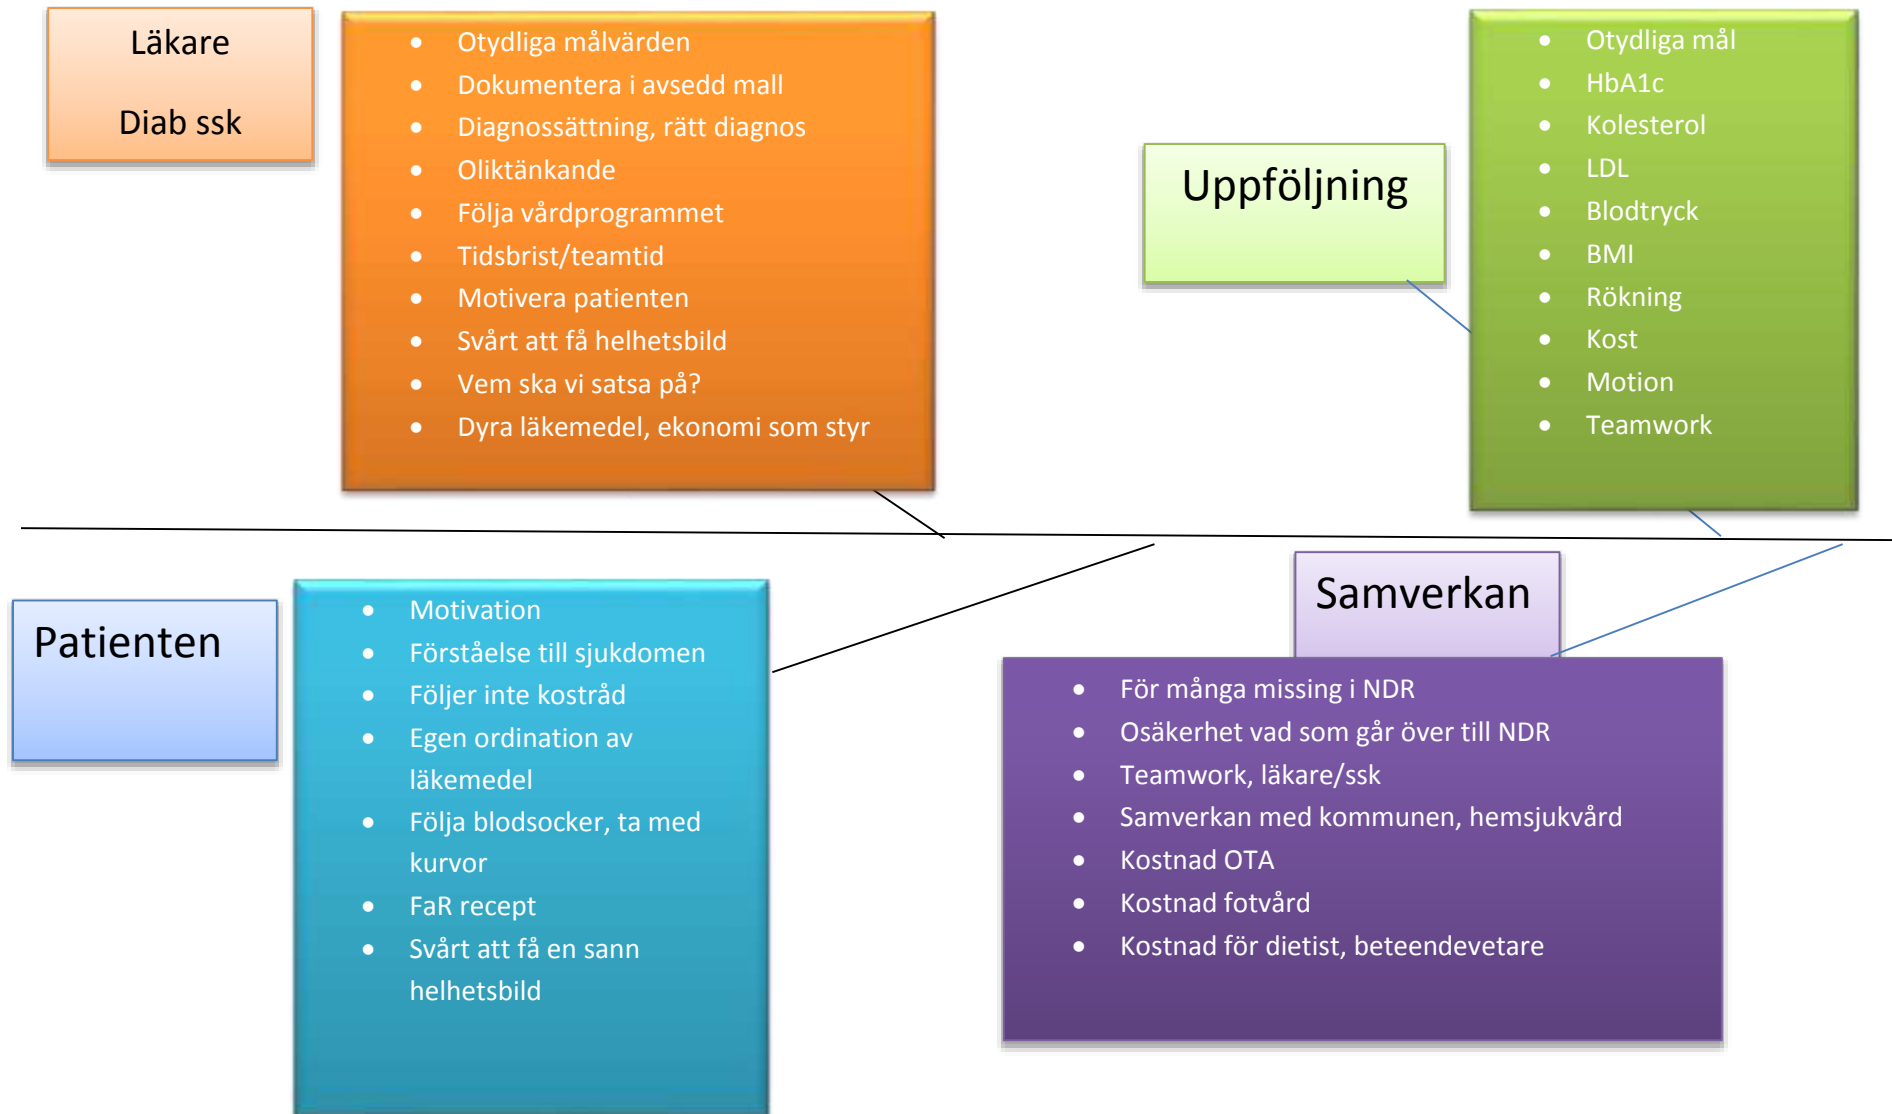 Läkare
Diab ssk
• Otydliga målvärden
• Dokumentera i avsedd mall
• Diagnossättning, rätt diagnos
• Oliktänkande
• Följa vårdprogrammet
• Tidsbrist/teamtid
• Motivera patienten
• Svårt att få helhetsbild
• Vem ska vi satsa på?
• Dyra läkemedel, ekonomi som styr
Uppföljning
• Otydliga mål
• HbA1c
• Kolesterol
• LDL
• Blodtryck
• BMI
• Rökning
• Kost
• Motion
• Teamwork
Patienten
• Motivation
• Förståelse till sjukdomen
• Följer inte kostråd
• Egen ordination av
läkemedel
• Följa blodsocker, ta med
kurvor
• FaR recept
• Svårt att få en sann
helhetsbild
Samverkan
• För många missing i NDR
• Osäkerhet vad som går över till NDR
• Teamwork, läkare/ssk
• Samverkan med kommunen, hemsjukvård
• Kostnad OTA
• Kostnad fotvård
• Kostnad för dietist, beteendevetare